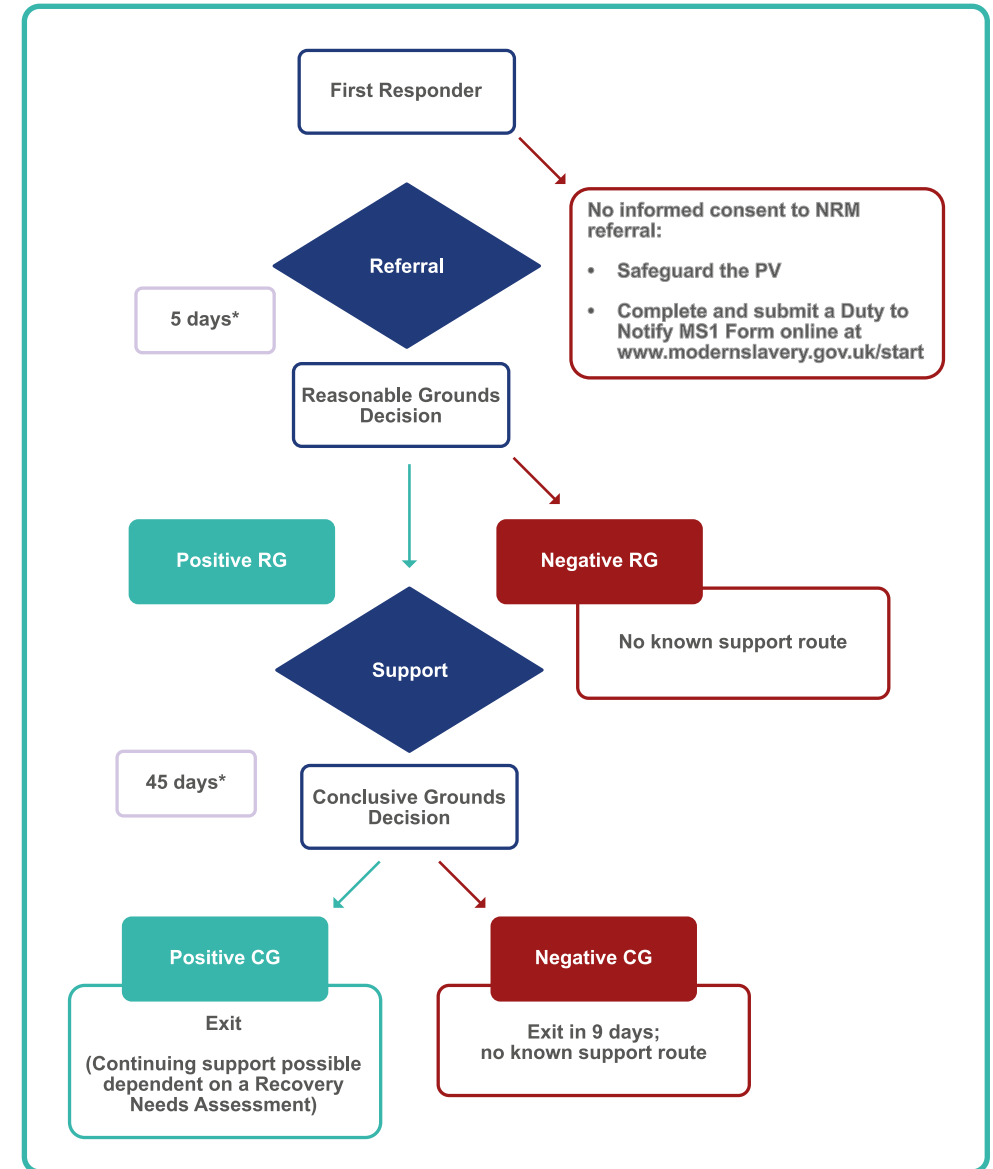 First Responder
No informed consent to NRM
referral:
• Safeguard the PV
• Complete and submit a Duty to
Notify MS1 Form online at
www.modernslavery.gov.uk/start
Referral
5 days*
Reasonable Grounds
Decision
Positive RG
Negative RG
No known support route
Support
45 days*
Conclusive Grounds
Decision
Positive CG
Exit
(Continuing support possible
dependent on a Recovery
Needs Assessment)
Negative CG
Exit in 9 days;
no known support route